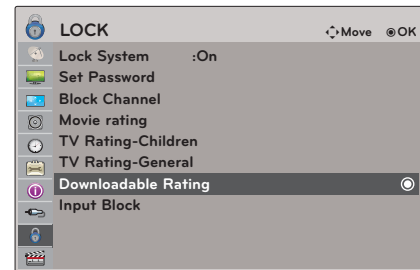 LOCK
Move OK
Lock System :On
Set Password
Block Channel
Movie rating
TV Rating-Children
TV Rating-General
Downloadable Rating
Input Block